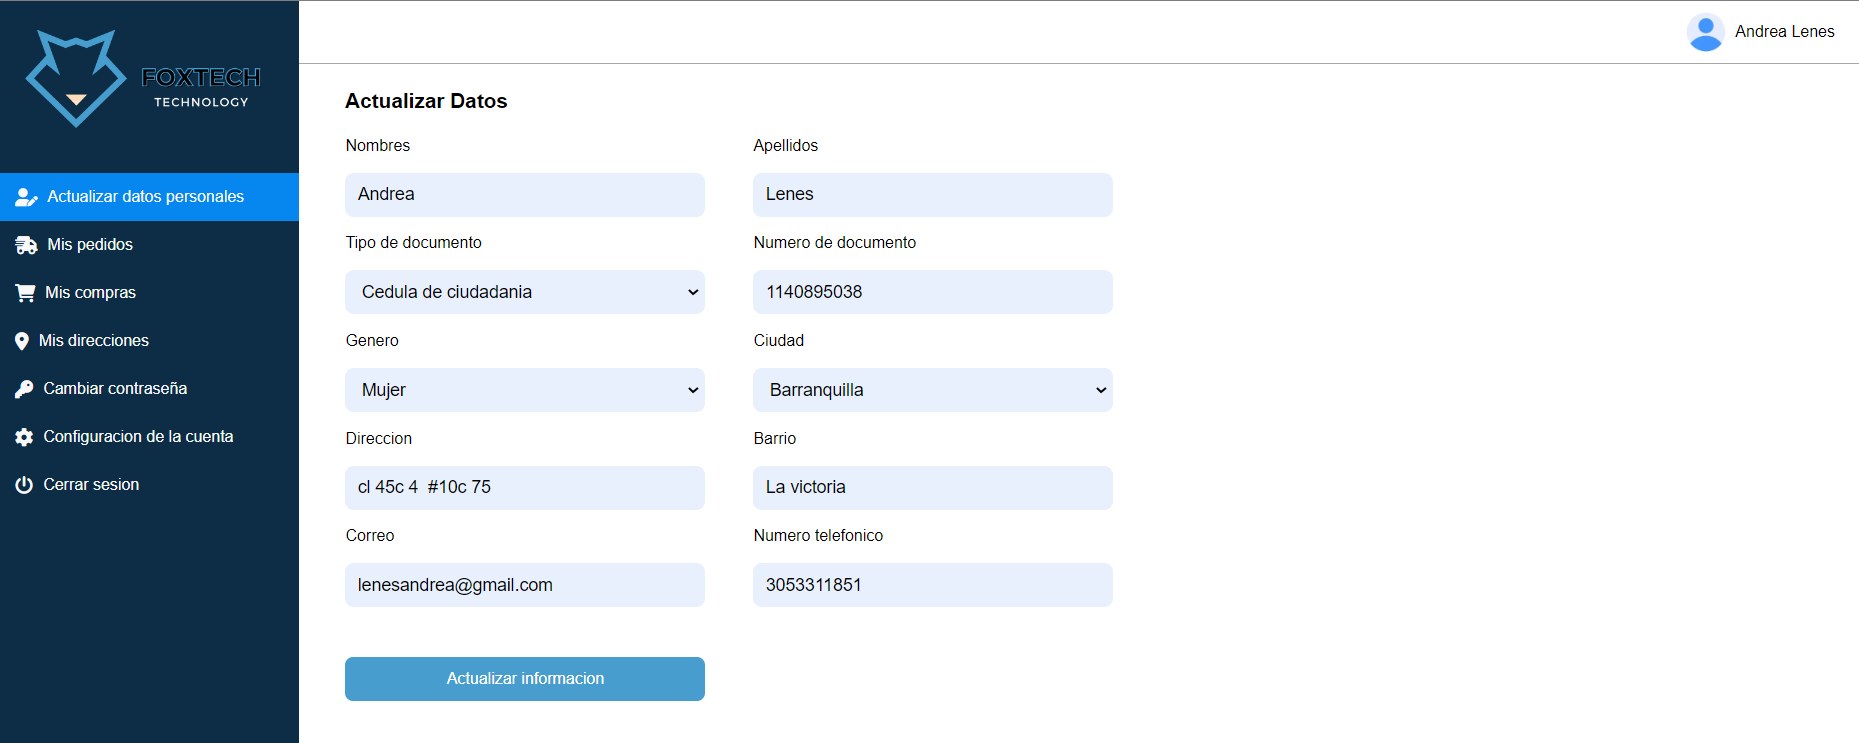 FOXTECH
TECHNOLOGY
Andrea Lenes
Actualizar datos personales
Mis pedidos
Mis compras
Mis direcciones
Cambiar contraseña
Configuracion de la cuenta
Cerrar sesion
Actualizar Datos
Nombres
Apellidos
Andrea
Lenes
Tipo de documento
Numero de documento
Cedula de ciudadania
1140895038
Genero
Ciudad
Mujer
Barranquilla
Direccion
Barrio
cl 45c 4  #10c 75
La victoria
Correo
Numero telefonico
lenesandrea@gmail.com
3053311851
Actualizar informacion